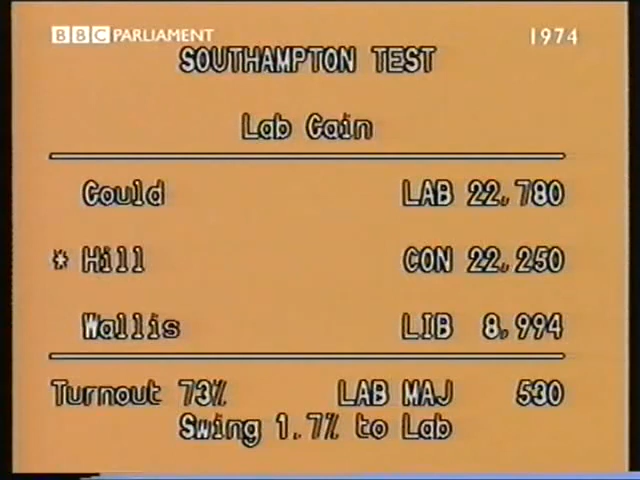 BBC PARLIAMENT 1974
SOUTHAMPTON TEST
Lab Gain
Gould LAB 22,780
* Hill CON 22,250
Wallis LIB 8,994
Turnout 73% LAB MAJ 530
Swing 1.7% to Lab